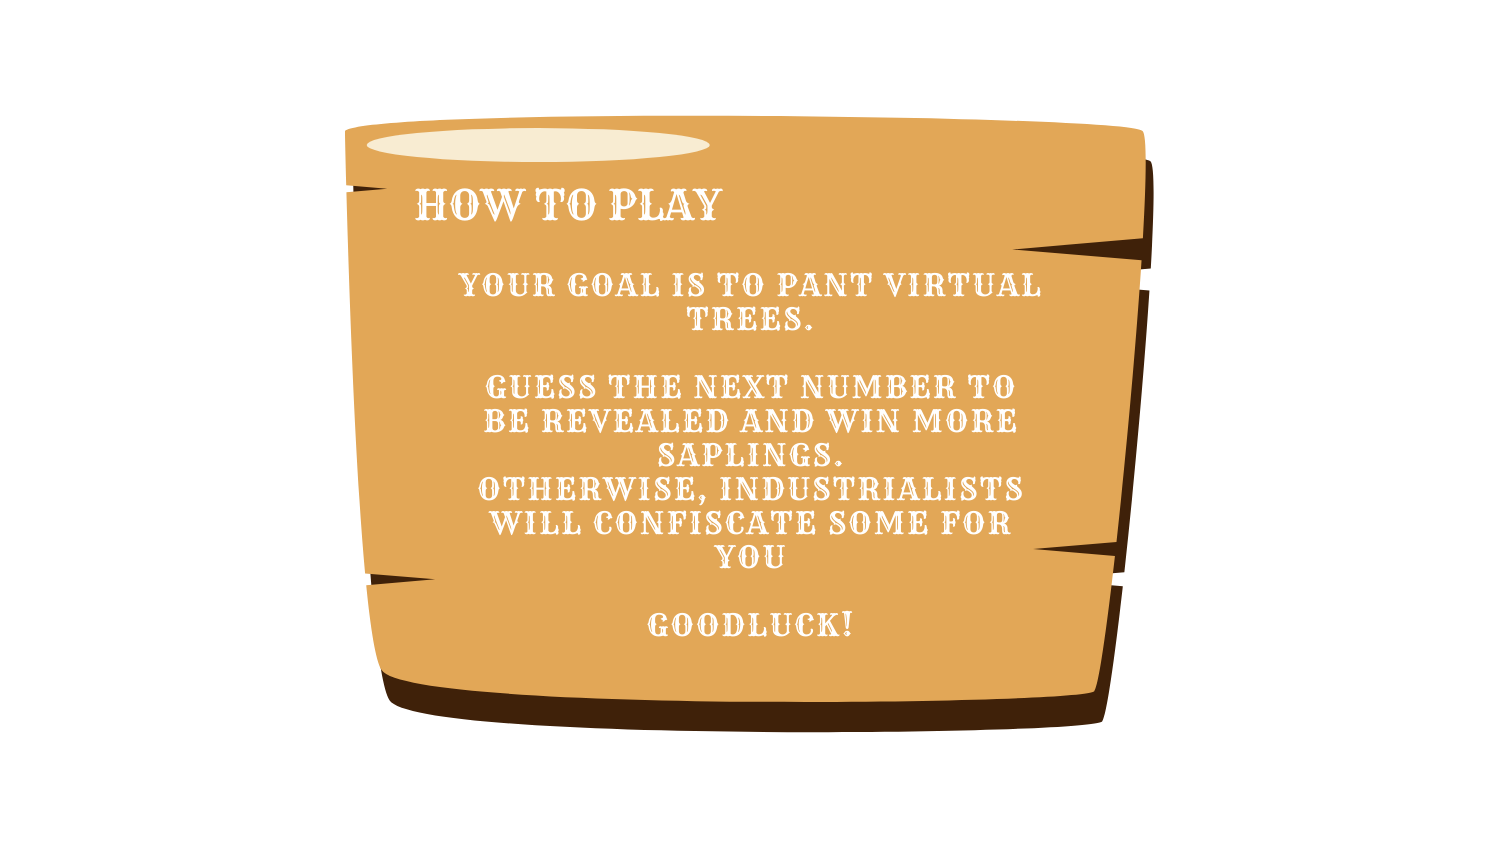 HOW TO PLAY
YOUR GOAL IS TO PANT VIRTUAL
TREES.
GUESS THE NEXT NUMBER TO
BE REVEALED AND WIN MORE
SAPLINGS.
OTHERWISE, INDUSTRIALISTS
WILL CONFISCATE SOME FOR
YOU
GOODLUCK!